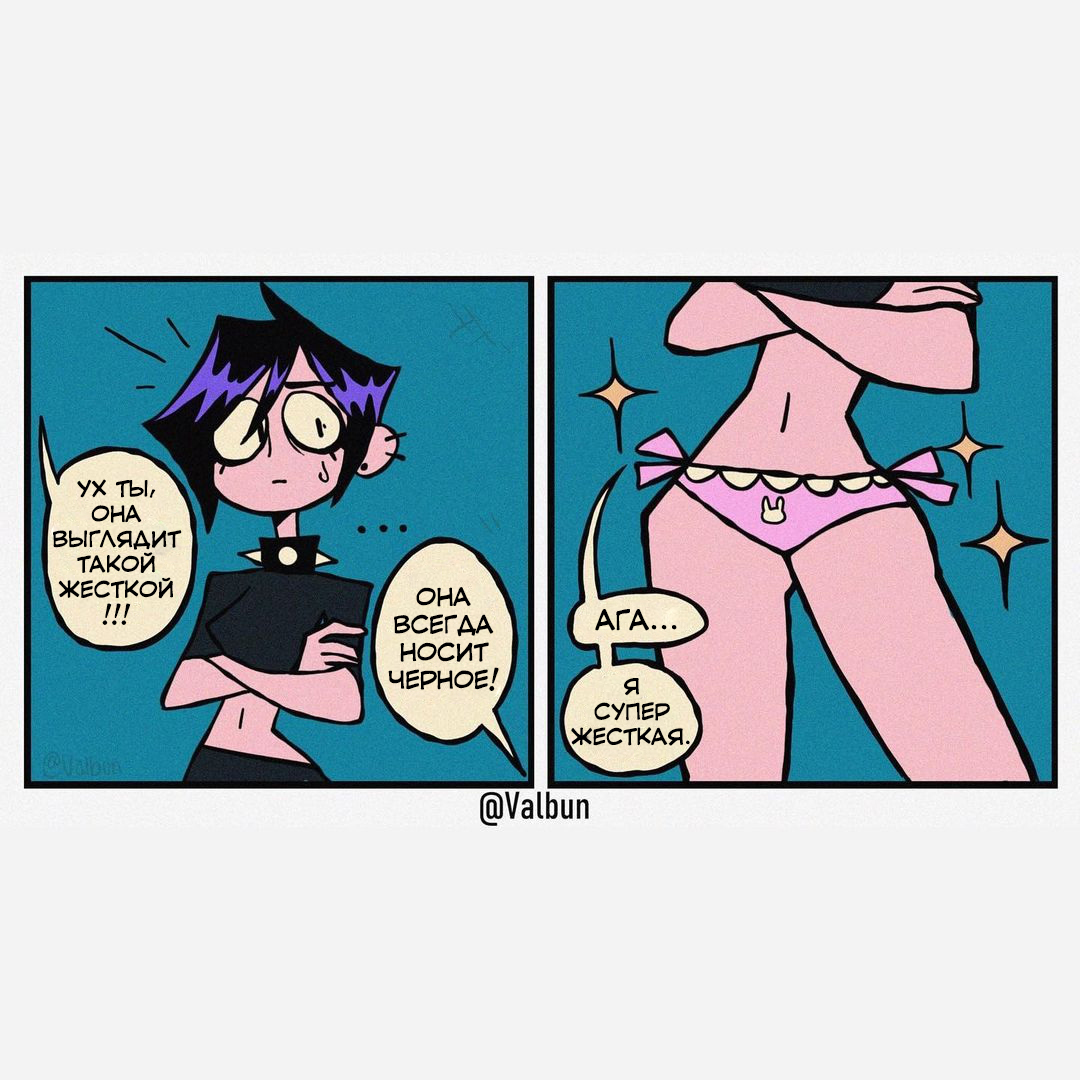 УХ ТЫ,
ОНА
ВЫГЛЯДИТ
ТАКОЙ
ЖЕСТКОЙ
!!!
...
ОНА
ВСЕГДА
НОСИТ
ЧЕРНОЕ!
@Valbun
АГА...
Я
СУПЕР
ЖЕСТКАЯ.
@Valbun